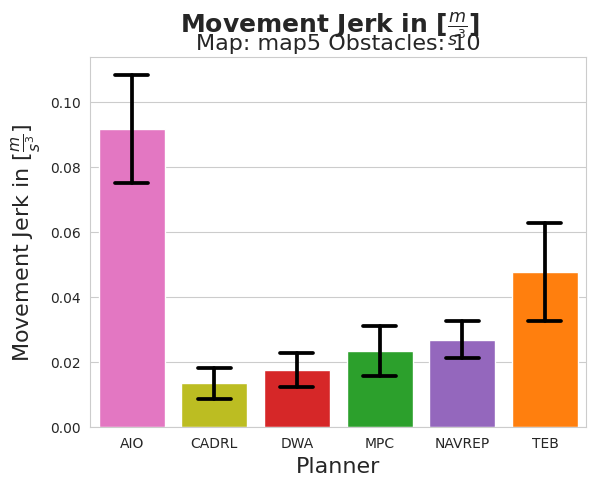 Movement Jerk in [m/s³]
Map: map5 Obstacles: 10
Movement Jerk in [m/s³]
0.10
0.08
0.06
0.04
0.02
0.00
AIO CADRL DWA MPC NAVREP TEB
Planner